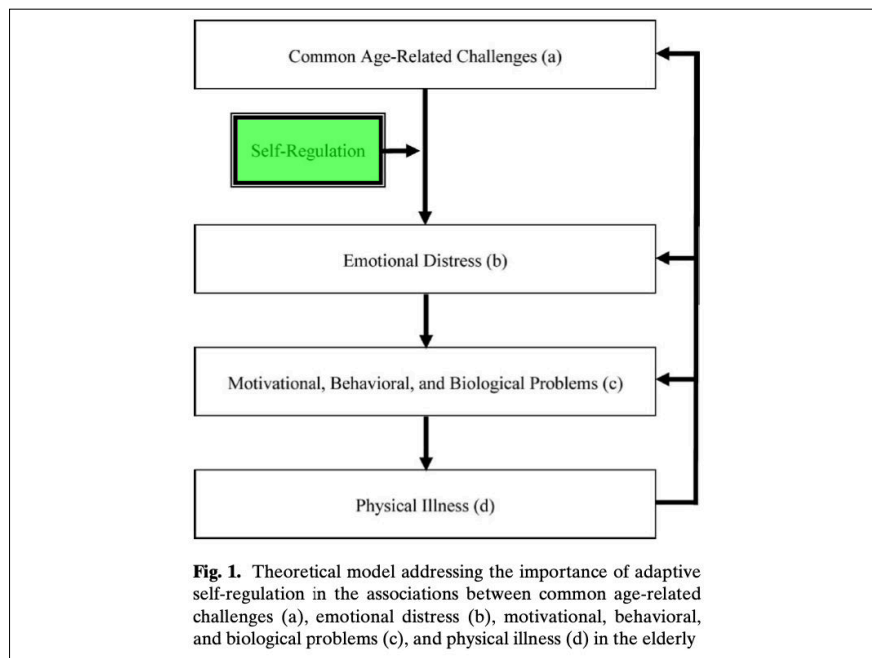 Common Age-Related Challenges (a)
Self-Regulation
Emotional Distress (b)
Motivational, Behavioral, and Biological Problems (c)
Physical Illness (d)
Fig. 1. Theoretical model addressing the importance of adaptive
self-regulation in the associations between common age-related
challenges (a), emotional distress (b), motivational, behavioral,
and biological problems (c), and physical illness (d) in the elderly